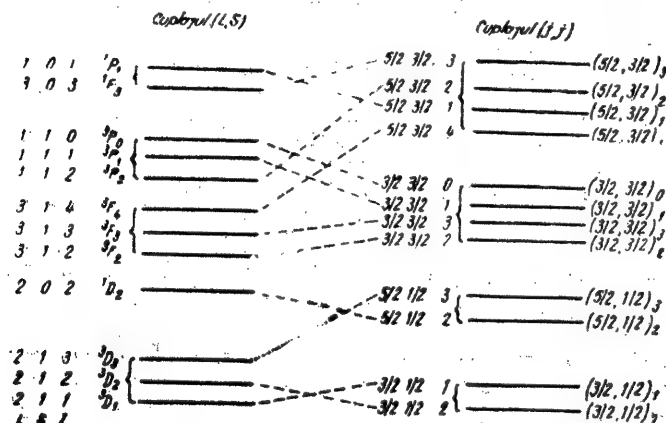 Cuplajul (L,S) Cuplajul (j,j)
1 0 1 ¹P₁ 5/2 3/2 3 (5/2, 3/2)₃
3 0 3 ¹F₃ 5/2 3/2 2 (5/2, 3/2)₂
5/2 3/2 1 (5/2, 3/2)₁
1 1 0 ³P₀ 5/2 3/2 4 (5/2, 3/2)
1 1 1 ³P₁
1 1 2 ³P₂ 3/2 3/2 0 (3/2, 3/2)₀
3 1 4 ³F₄ 3/2 3/2 1 (3/2, 3/2)₁
3 1 3 ³F₃ 3/2 3/2 3 (3/2, 3/2)₃
3 1 2 ³F₂ 3/2 3/2 2 (3/2, 3/2)₂
2 0 2 ¹D₂ 5/2 1/2 3 (5/2, 1/2)₃
5/2 1/2 2 (5/2, 1/2)₂
2 1 3 ³D₃
2 1 2 ³D₂ 3/2 1/2 1 (3/2, 1/2)₁
2 1 1 ³D₁ 3/2 1/2 2 (3/2, 1/2)₂
L S J